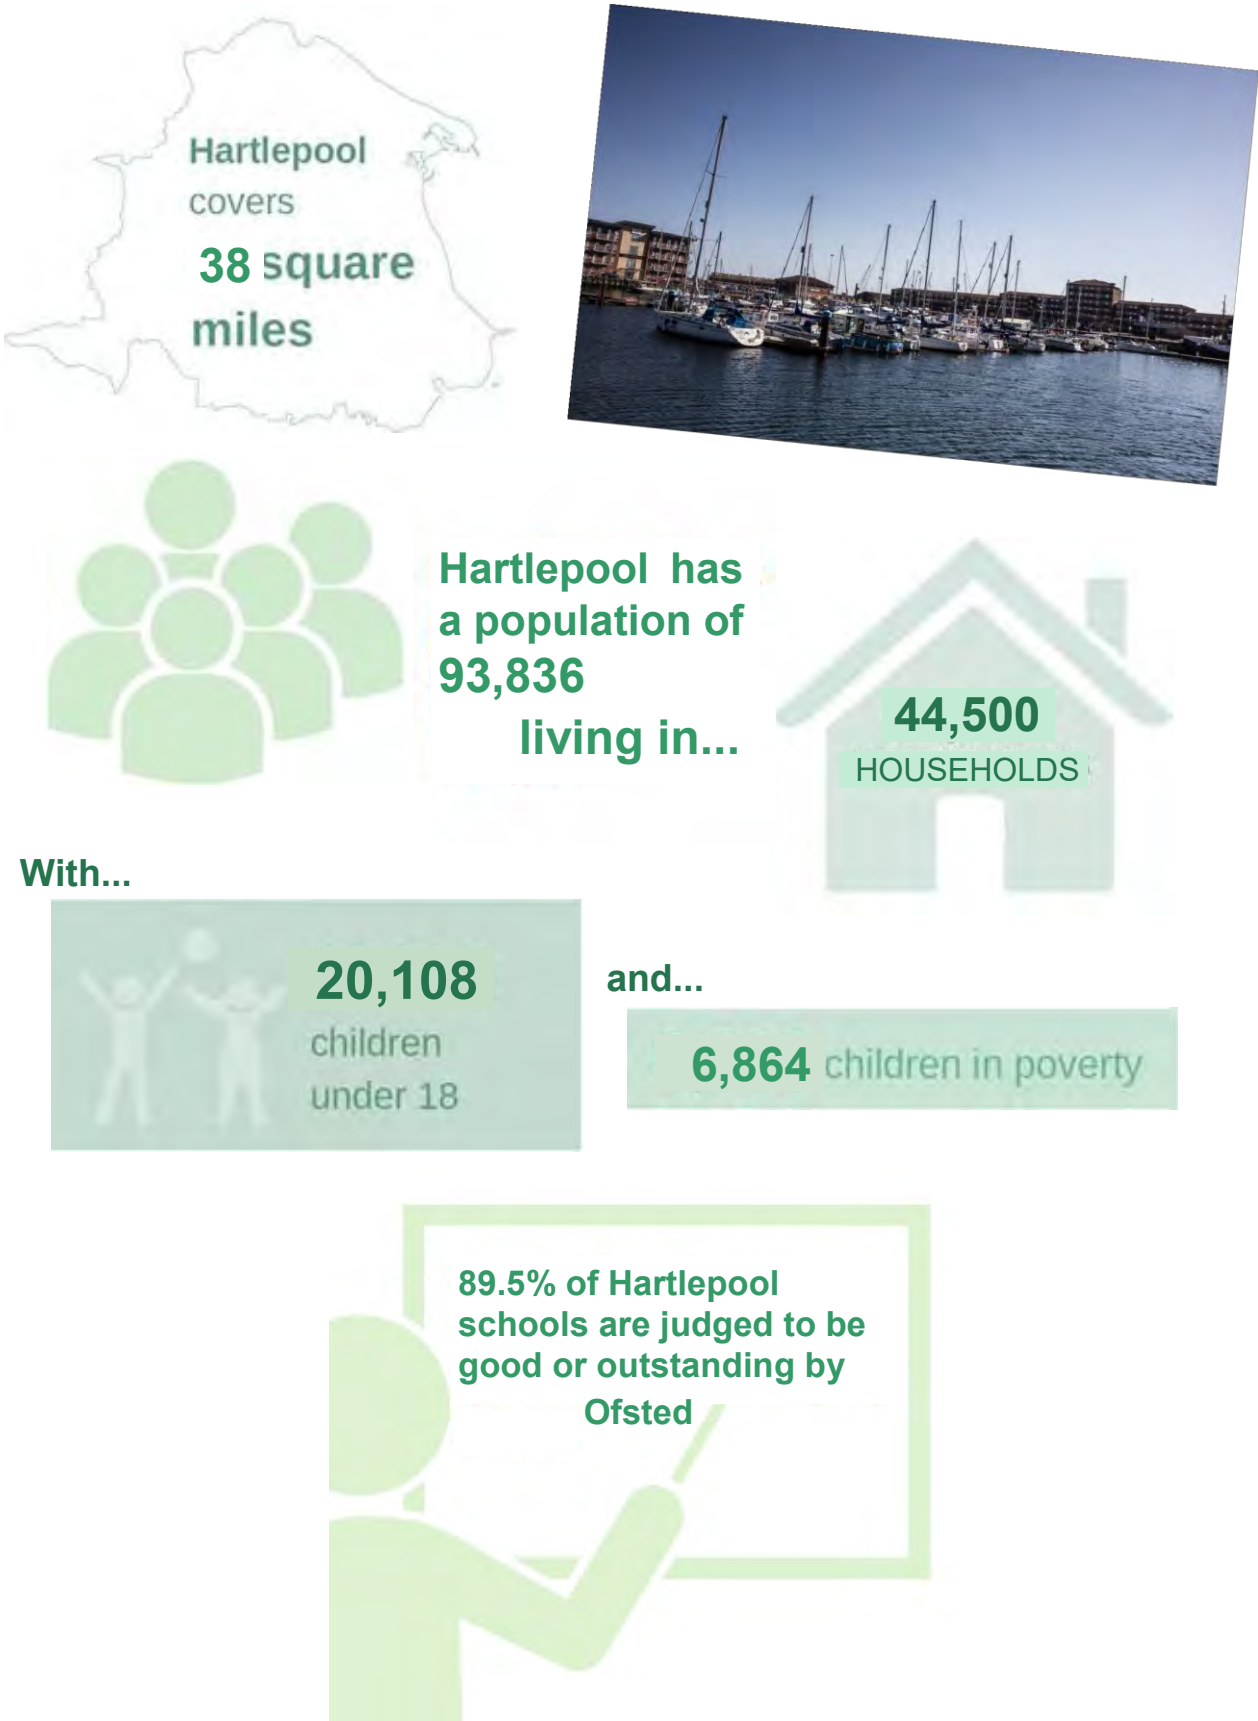 Hartlepool
covers
38 square
miles
Hartlepool has
a population of
93,836
living in...
44,500
HOUSEHOLDS
With...
20,108
children
under 18
and...
6,864 children in poverty
89.5% of Hartlepool
schools are judged to be
good or outstanding by
Ofsted